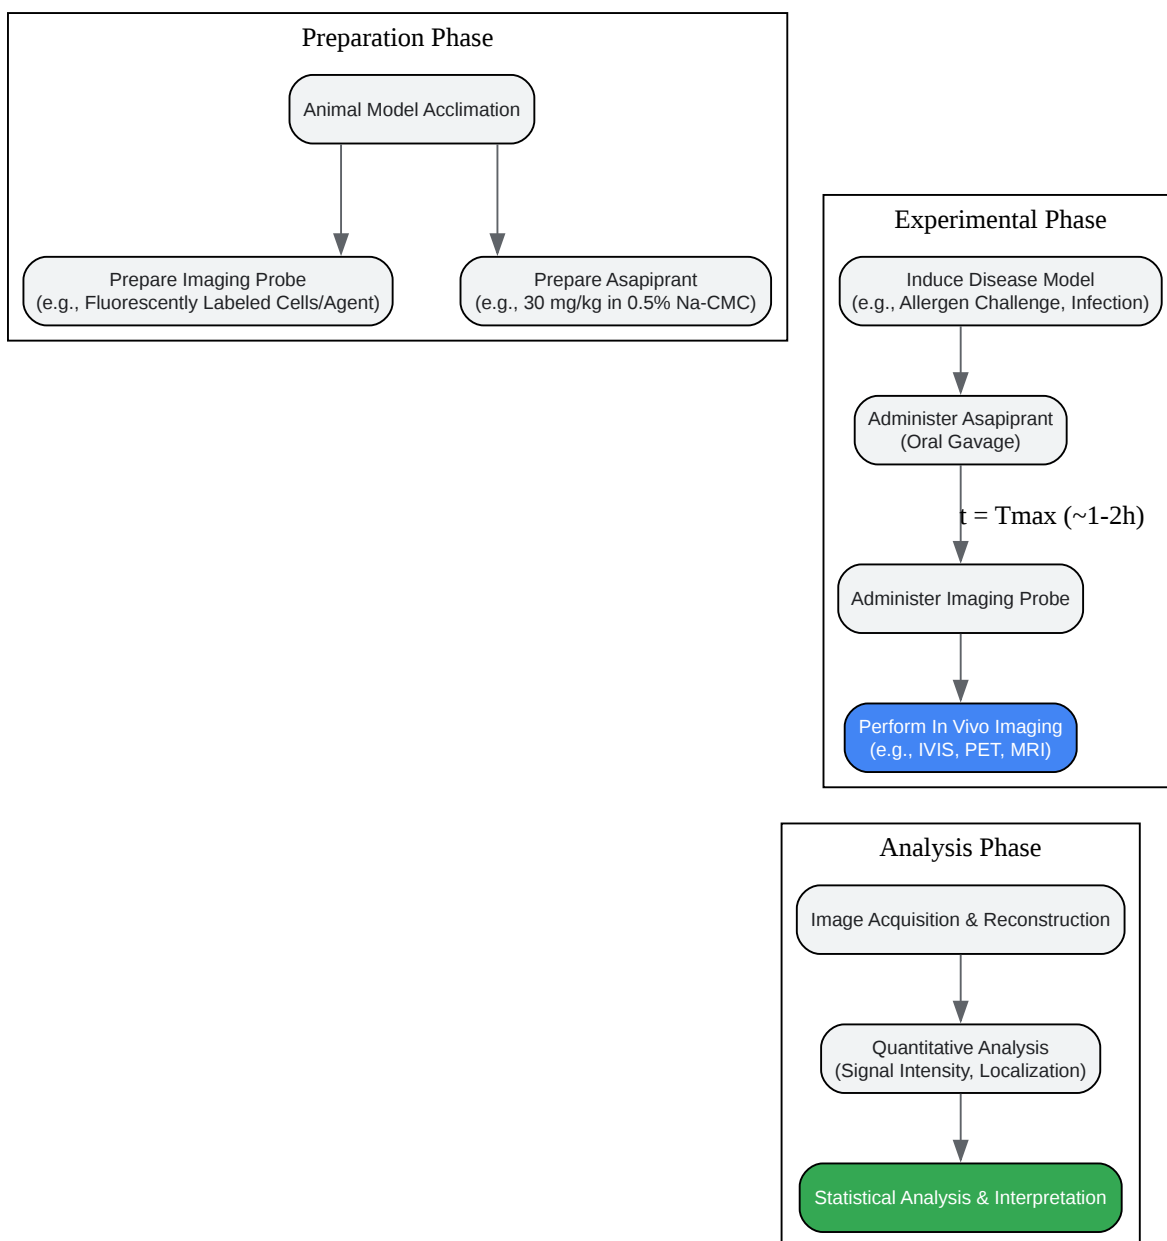 Preparation Phase
Animal Model Acclimation
Prepare Imaging Probe
(e.g., Fluorescently Labeled Cells/Agent)
Prepare Asapiprant
(e.g., 30 mg/kg in 0.5% Na-CMC)
Experimental Phase
Induce Disease Model
(e.g., Allergen Challenge, Infection)
Administer Asapiprant
(Oral Gavage)
t = Tmax (~1-2h)
Administer Imaging Probe
Perform In Vivo Imaging
(e.g., IVIS, PET, MRI)
Analysis Phase
Image Acquisition & Reconstruction
Quantitative Analysis
(Signal Intensity, Localization)
Statistical Analysis & Interpretation